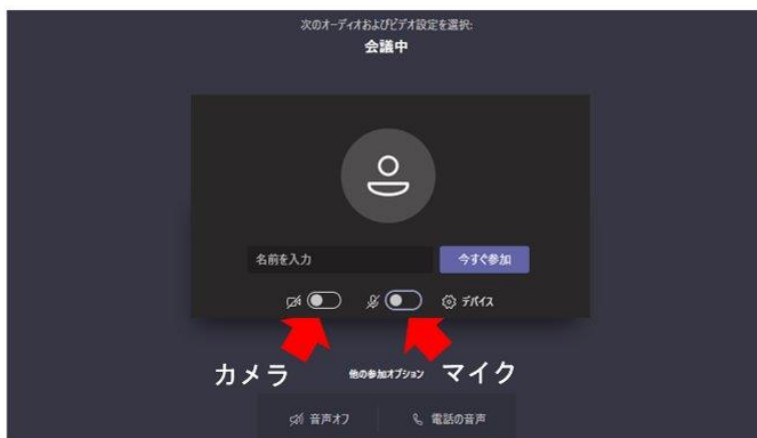 次のオーディオおよびビデオ設定を選択:
会議中
名前を入力 今すぐ参加
デバイス
カメラ 他の参加オプション マイク
音声オフ 電話の音声